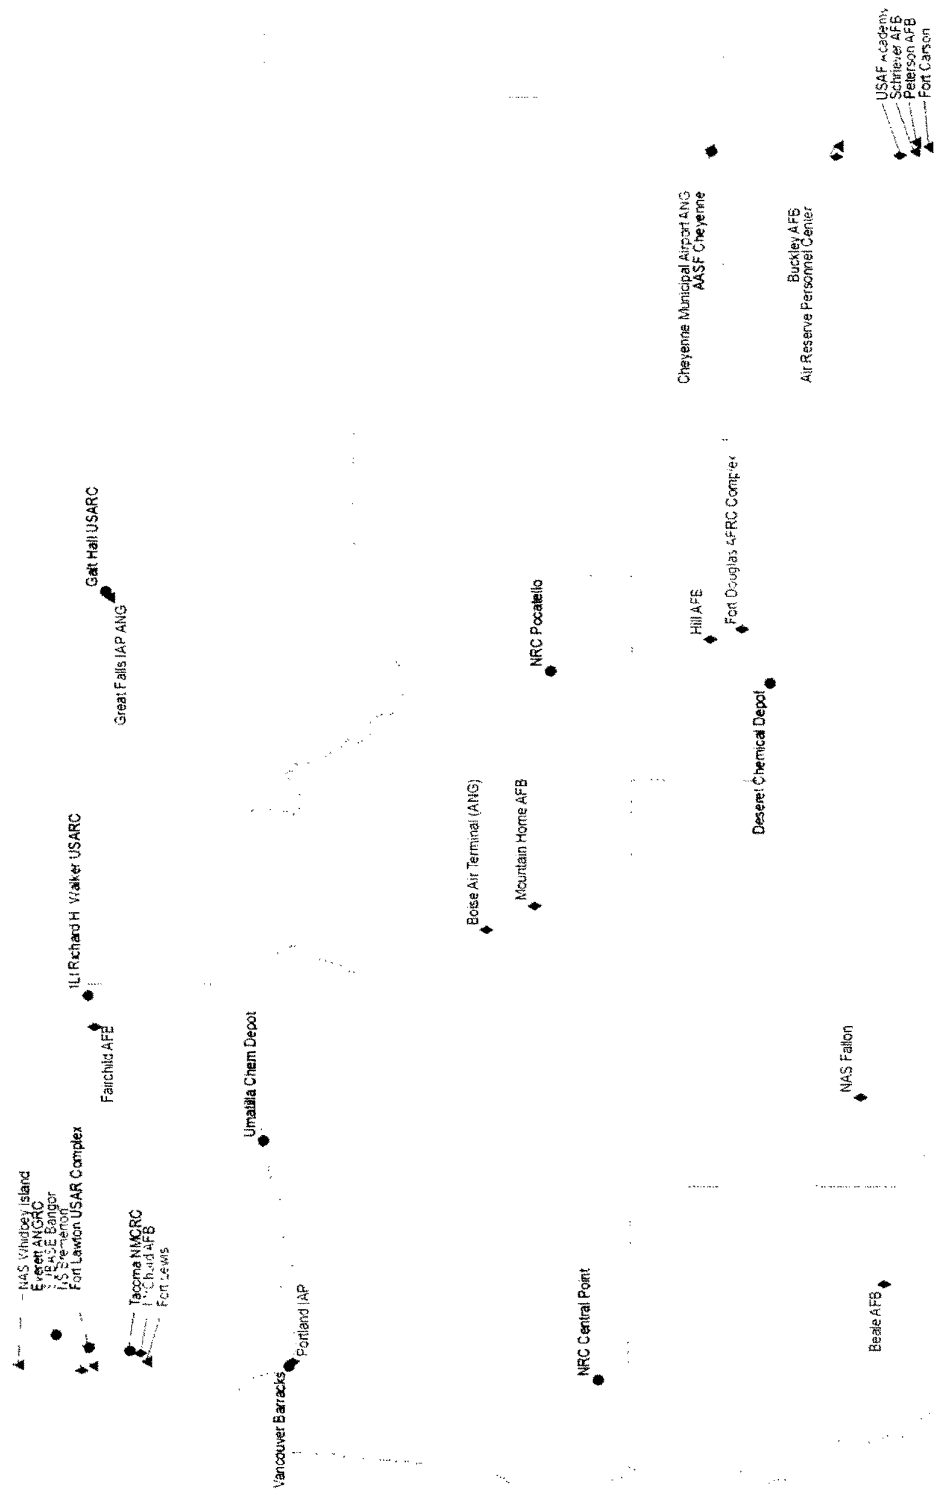 NAS Whidbey Island
Everett ANGRC
SUBASE Bangor
NS Bremerton
Fort Lawton USAR Complex
Tacoma NMCRC
McChord AFB
Fort Lewis
1Lt Richard H Walker USARC
Fairchild AFB
Galt Hall USARC
Great Falls IAP ANG
Umatilla Chem Depot
Vancouver Barracks
Portland IAP
Boise Air Terminal (ANG)
Mountain Home AFB
NRC Pocatello
NRC Central Point
Hill AFB
Fort Douglas AFRC Complex
Deseret Chemical Depot
Cheyenne Municipal Airport ANG
AASF Cheyenne
Buckley AFB
Air Reserve Personnel Center
USAF Academy
Schriever AFB
Peterson AFB
Fort Carson
NAS Fallon
Beale AFB